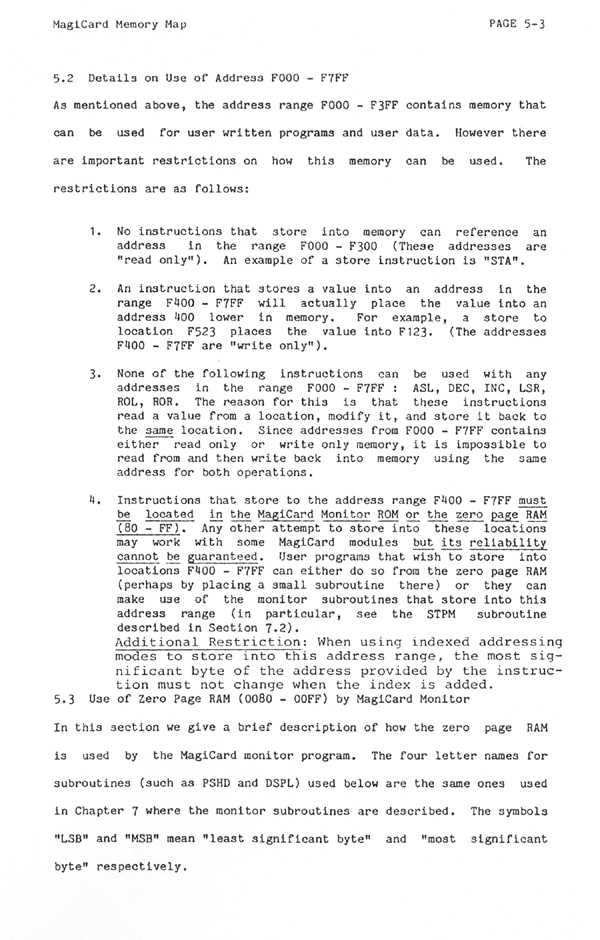 MagiCard Memory Map PAGE 5-3
5.2 Details on Use of Address F000 - F7FF
As mentioned above, the address range F000 - F3FF contains memory that
can be used for user written programs and user data. However there
are important restrictions on how this memory can be used. The
restrictions are as follows:
1. No instructions that store into memory can reference an
address in the range F000 - F300 (These addresses are
"read only"). An example of a store instruction is "STA".
2. An instruction that stores a value into an address in the
range F400 - F7FF will actually place the value into an
address 400 lower in memory. For example, a store to
location F523 places the value into F123. (The addresses
F400 - F7FF are "write only").
3. None of the following instructions can be used with any
addresses in the range F000 - F7FF : ASL, DEC, INC, LSR,
ROL, ROR. The reason for this is that these instructions
read a value from a location, modify it, and store it back to
the same location. Since addresses from F000 - F7FF contains
either read only or write only memory, it is impossible to
read from and then write back into memory using the same
address for both operations.
4. Instructions that store to the address range F400 - F7FF must
be located in the MagiCard Monitor ROM or the zero page RAM
(80 - FF). Any other attempt to store into these locations
may work with some MagiCard modules but its reliability
cannot be guaranteed. User programs that wish to store into
locations F400 - F7FF can either do so from the zero page RAM
(perhaps by placing a small subroutine there) or they can
make use of the monitor subroutines that store into this
address range (in particular, see the STPM subroutine
described in Section 7.2).
Additional Restriction: When using indexed addressing
modes to store into this address range, the most sig-
nificant byte of the address provided by the instruc-
tion must not change when the index is added.
5.3 Use of Zero Page RAM (0080 - 00FF) by MagiCard Monitor
In this section we give a brief description of how the zero page RAM
is used by the MagiCard monitor program. The four letter names for
subroutines (such as PSHD and DSPL) used below are the same ones used
in Chapter 7 where the monitor subroutines are described. The symbols
"LSB" and "MSB" mean "least significant byte" and "most significant
byte" respectively.